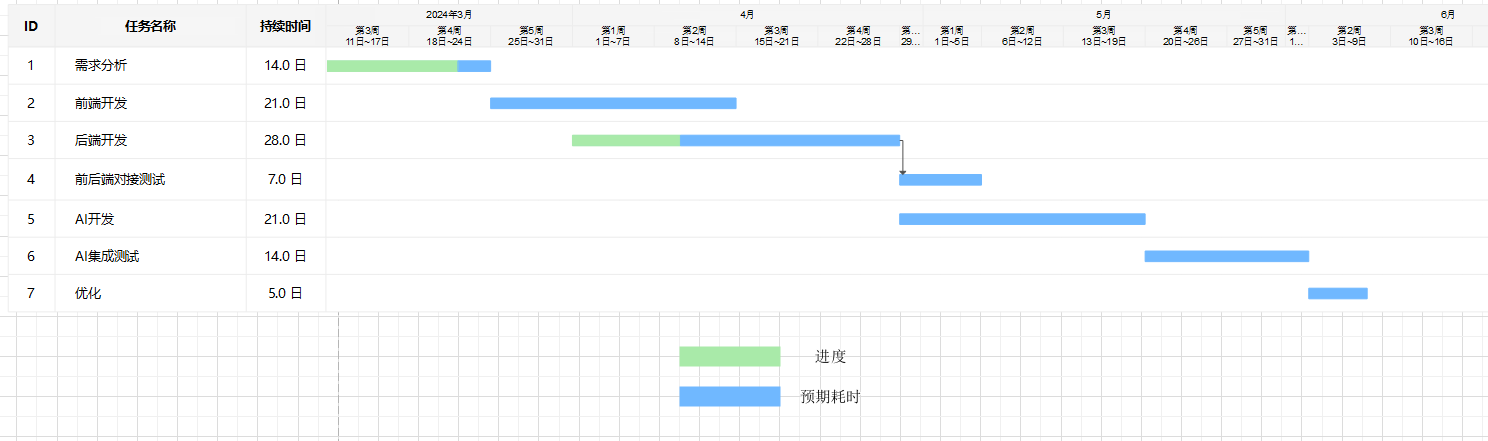 ID 任务名称 持续时间 2024年3月 4月 5月 6月
第3周 第4周 第5周 第1周 第2周 第3周 第4周 第... 第1周 第2周 第3周 第4周 第5周 第... 第2周 第3周
11日~17日 18日~24日 25日~31日 1日~7日 8日~14日 15日~21日 22日~28日 29... 1日~5日 6日~12日 13日~19日 20日~26日 27日~31日 1... 3日~9日 10日~16日
1 需求分析 14.0 日
2 前端开发 21.0 日
3 后端开发 28.0 日
4 前后端对接测试 7.0 日
5 AI开发 21.0 日
6 AI集成测试 14.0 日
7 优化 5.0 日
进度
预期耗时